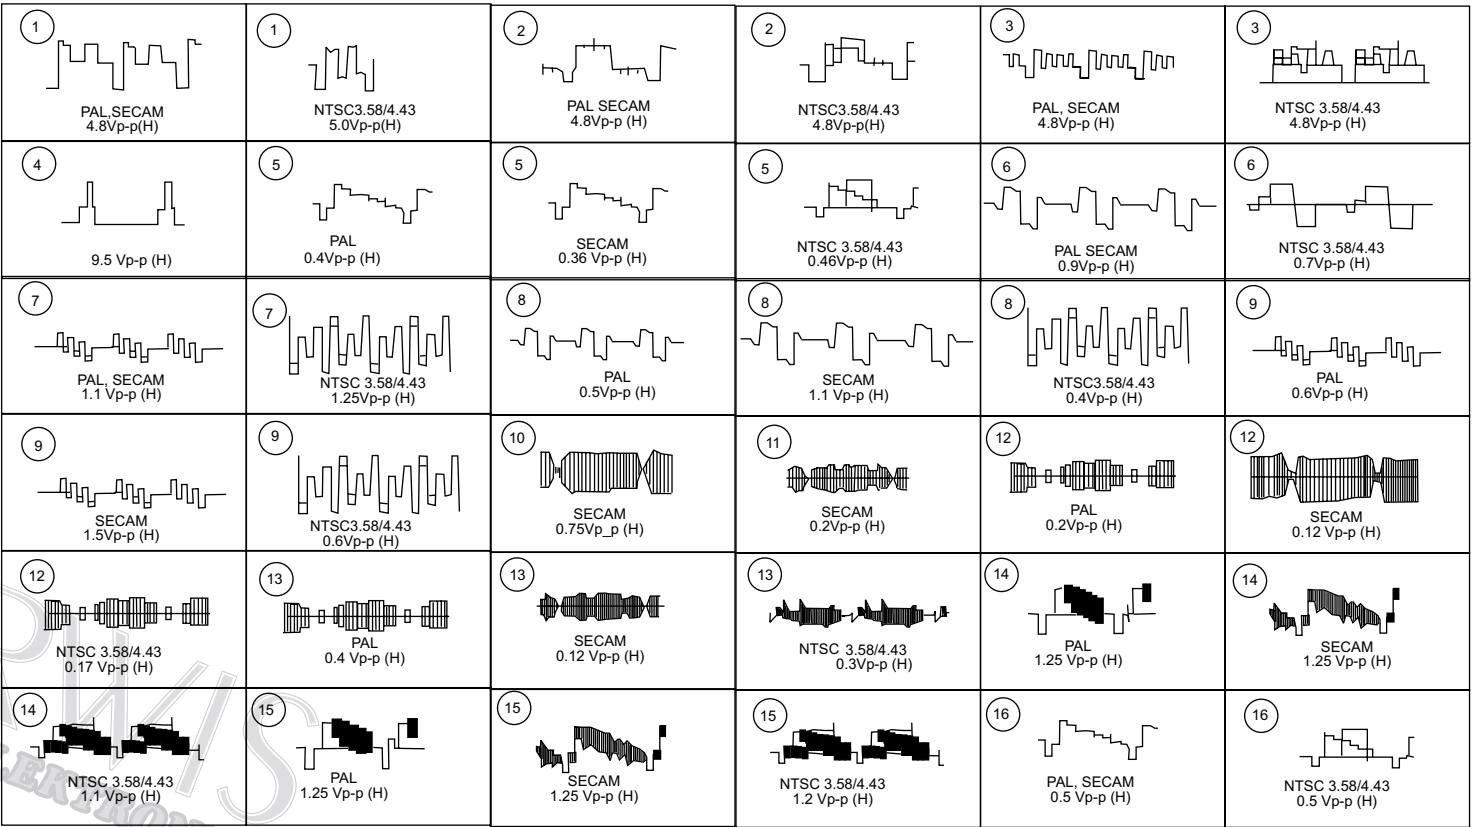 1
PAL,SECAM
4.8Vp-p(H)
1
NTSC3.58/4.43
5.0Vp-p(H)
2
PAL SECAM
4.8Vp-p (H)
2
NTSC3.58/4.43
4.8Vp-p(H)
3
PAL, SECAM
4.8Vp-p (H)
3
NTSC 3.58/4.43
4.8Vp-p (H)
4
9.5 Vp-p (H)
5
PAL
0.4Vp-p (H)
5
SECAM
0.36 Vp-p (H)
5
NTSC 3.58/4.43
0.46Vp-p (H)
6
PAL SECAM
0.9Vp-p (H)
6
NTSC 3.58/4.43
0.7Vp-p (H)
7
PAL, SECAM
1.1 Vp-p (H)
7
NTSC 3.58/4.43
1.25Vp-p (H)
8
PAL
0.5Vp-p (H)
8
SECAM
1.1 Vp-p (H)
8
NTSC3.58/4.43
0.4Vp-p (H)
9
PAL
0.6Vp-p (H)
9
SECAM
1.5Vp-p (H)
9
NTSC3.58/4.43
0.6Vp-p (H)
10
SECAM
0.75Vp_p (H)
11
SECAM
0.2Vp-p (H)
12
PAL
0.2Vp-p (H)
12
SECAM
0.12 Vp-p (H)
12
NTSC 3.58/4.43
0.17 Vp-p (H)
13
PAL
0.4 Vp-p (H)
13
SECAM
0.12 Vp-p (H)
13
NTSC 3.58/4.43
0.3Vp-p (H)
14
PAL
1.25 Vp-p (H)
14
SECAM
1.25 Vp-p (H)
14
NTSC 3.58/4.43
1.1 Vp-p (H)
15
PAL
1.25 Vp-p (H)
15
SECAM
1.25 Vp-p (H)
15
NTSC 3.58/4.43
1.2 Vp-p (H)
16
PAL, SECAM
0.5 Vp-p (H)
16
NTSC 3.58/4.43
0.5 Vp-p (H)